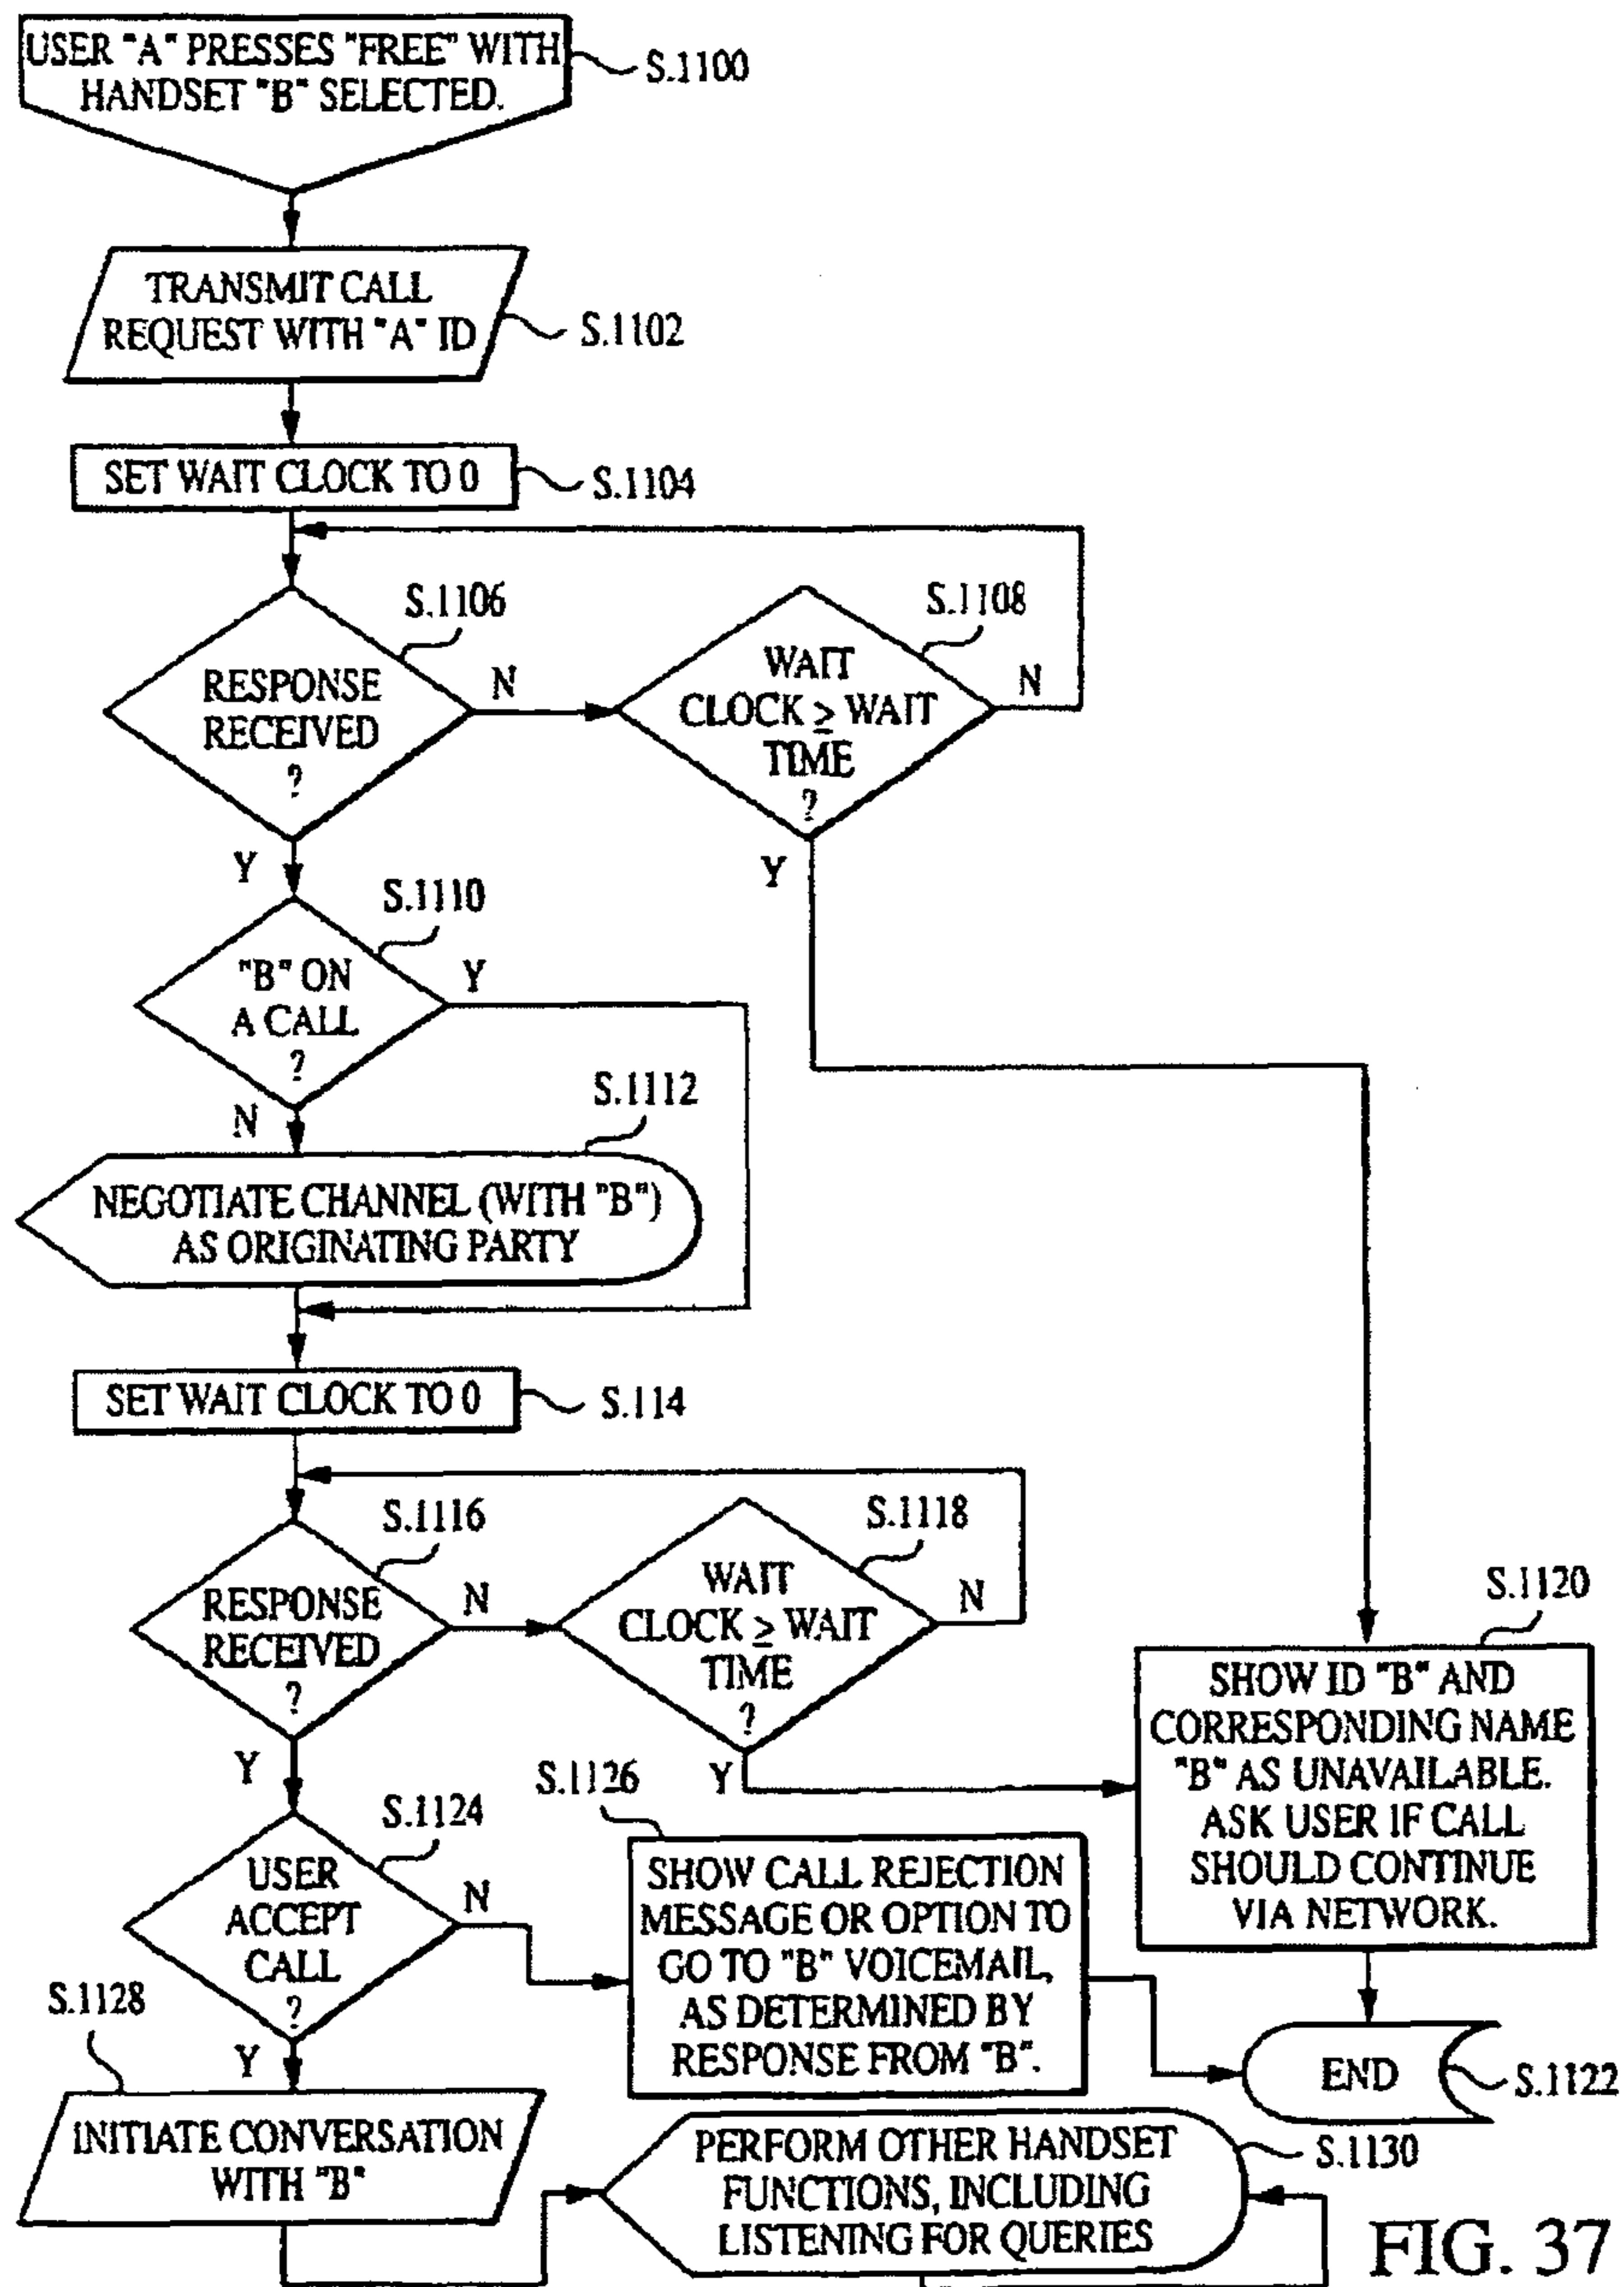 USER "A" PRESSES "FREE" WITH
HANDSET "B" SELECTED.
S.1100
TRANSMIT CALL
REQUEST WITH "A" ID
S.1102
SET WAIT CLOCK TO 0
S.1104
S.1106
RESPONSE
RECEIVED
?
N
Y
S.1108
WAIT
CLOCK ≥ WAIT
TIME
?
N
Y
S.1110
"B" ON
A CALL
?
Y
N
S.1112
NEGOTIATE CHANNEL (WITH "B")
AS ORIGINATING PARTY
SET WAIT CLOCK TO 0
S.114
S.1116
RESPONSE
RECEIVED
?
N
Y
S.1118
WAIT
CLOCK ≥ WAIT
TIME
?
N
Y
S.1120
SHOW ID "B" AND
CORRESPONDING NAME
"B" AS UNAVAILABLE.
ASK USER IF CALL
SHOULD CONTINUE
VIA NETWORK.
S.1124
USER
ACCEPT
CALL
?
N
Y
S.1126
SHOW CALL REJECTION
MESSAGE OR OPTION TO
GO TO "B" VOICEMAIL,
AS DETERMINED BY
RESPONSE FROM "B".
END
S.1122
S.1128
INITIATE CONVERSATION
WITH "B"
PERFORM OTHER HANDSET
FUNCTIONS, INCLUDING
LISTENING FOR QUERIES
S.1130
FIG. 37